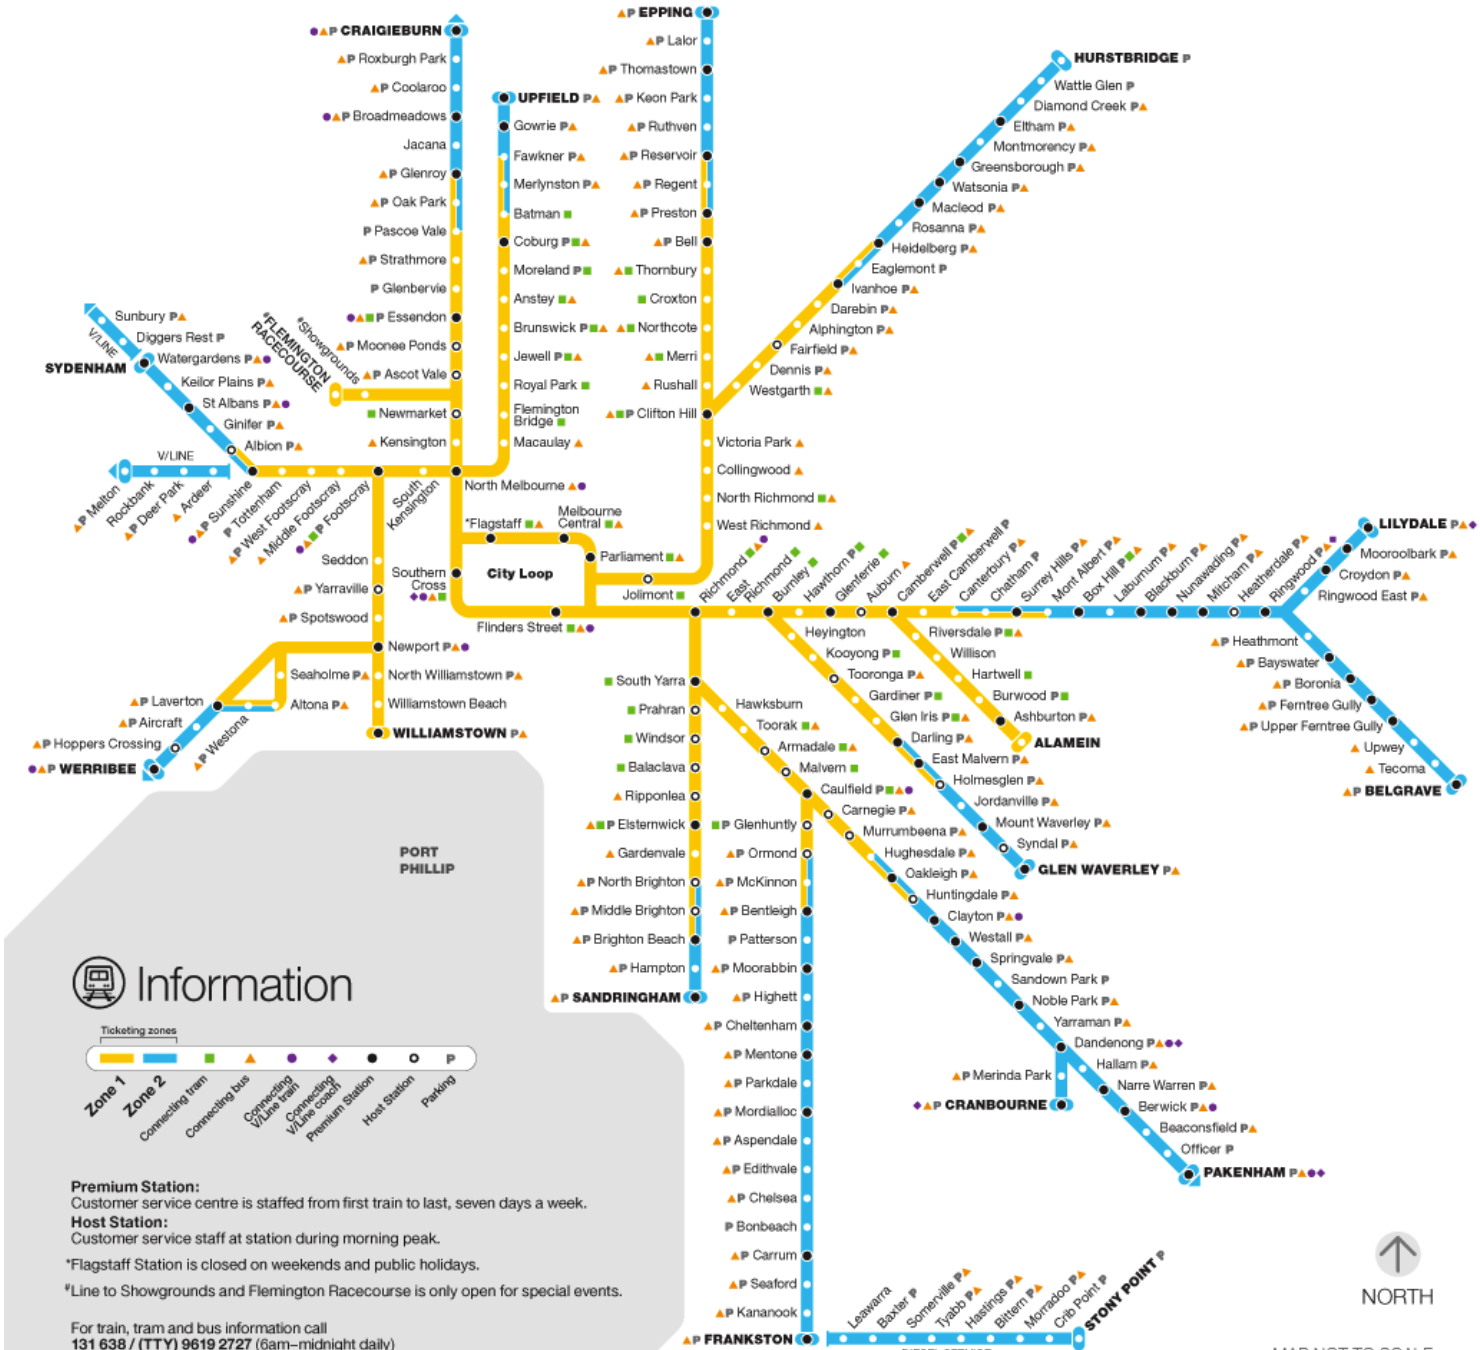 CRAIGIEBURN
P Roxburgh Park
P Coolaroo
P Broadmeadows
Jacana
P Glenroy
P Oak Park
P Pascoe Vale
P Strathmore
P Glenbervie
P Essendon
P Moonee Ponds
P Ascot Vale
Newmarket
Kensington
#Showgrounds
#FLEMINGTON
RACECOURSE
UPFIELD P
Gowrie P
Fawkner P
Merlynston P
Batman
Coburg P
Moreland P
Anstey
Brunswick P
Jewell P
Royal Park
Flemington
Bridge
Macaulay
North Melbourne
P EPPING
P Lalor
P Thomastown
P Keon Park
P Ruthven
P Reservoir
P Regent
P Preston
P Bell
Thornbury
Croxton
Northcote
Merri
Rushall
P Clifton Hill
Victoria Park
Collingwood
North Richmond
West Richmond
HURSTBRIDGE P
Wattle Glen P
Diamond Creek P
Eltham P
Montmorency P
Greensborough P
Watsonia P
Macleod P
Rosanna P
Heidelberg P
Eaglemont P
Ivanhoe P
Darebin P
Alphington P
Fairfield P
Dennis P
Westgarth
Sunbury P
Diggers Rest P
V/LINE
Watergardens P
SYDENHAM
Keilor Plains P
St Albans P
Ginifer P
Albion P
V/LINE
P Melton
Rockbank
P Deer Park
Ardeer
P Sunshine
P Tottenham
P West Footscray
Middle Footscray
P Footscray
South
Kensington
Seddon
P Yarraville
P Spotswood
Newport P
North Williamstown P
Williamstown Beach
WILLIAMSTOWN P
Seaholme P
Altona P
P Westona
P Laverton
P Aircraft
P Hoppers Crossing
P WERRIBEE
*Flagstaff
Melbourne
Central
Parliament
City Loop
Southern
Cross
Jolimont
Flinders Street
Richmond
East
Richmond
Burnley
Hawthorn P
Glenferrie
Auburn
Camberwell P
East Camberwell P
Canterbury P
Chatham P
Surrey Hills P
Mont Albert P
Box Hill P
Laburnum P
Blackburn P
Nunawading P
Mitcham P
Heatherdale P
Ringwood P
LILYDALE P
Mooroolbark P
Croydon P
Ringwood East P
P Heathmont
P Bayswater
P Boronia
P Ferntree Gully
P Upper Ferntree Gully
Upwey
Tecoma
P BELGRAVE
Riversdale P
Willison
Hartwell
Burwood P
Ashburton P
ALAMEIN
Heyington
Kooyong P
Tooronga P
Gardiner P
Glen Iris P
Darling P
East Malvern P
Holmesglen P
Jordanville P
Mount Waverley P
Syndal P
GLEN WAVERLEY P
South Yarra
Prahran
Windsor
Balaclava
Ripponlea
P Elsternwick
Gardenvale
P North Brighton
P Middle Brighton
P Brighton Beach
P Hampton
P SANDRINGHAM
Hawksburn
Toorak
Armadale
Malvern
Caulfield P
Carnegie P
Murrumbeena P
Hughesdale P
Oakleigh P
Huntingdale P
Clayton P
Westall P
Springvale P
Sandown Park P
Noble Park P
Yarraman P
Dandenong P
Hallam P
Narre Warren P
Berwick P
Beaconsfield P
Officer P
PAKENHAM P
P Merinda Park
P CRANBOURNE
P Glenhuntly
P Ormond
P McKinnon
P Bentleigh
P Patterson
P Moorabbin
P Highett
P Cheltenham
P Mentone
P Parkdale
P Mordialloc
P Aspendale
P Edithvale
P Chelsea
P Bonbeach
P Carrum
P Seaford
P Kananook
P FRANKSTON
Leawarra
Baxter P
Somerville P
Tyabb P
Hastings P
Bittern P
Morradoo P
Crib Point P
STONY POINT P
PORT
PHILLIP
Information
Ticketing zones
P
Zone 1
Zone 2
Connecting tram
Connecting bus
Connecting
V/Line train
Connecting
V/Line coach
Premium Station
Host Station
Parking
Premium Station:
Customer service centre is staffed from first train to last, seven days a week.
Host Station:
Customer service staff at station during morning peak.
*Flagstaff Station is closed on weekends and public holidays.
#Line to Showgrounds and Flemington Racecourse is only open for special events.
For train, tram and bus information call
131 638 / (TTY) 9619 2727 (6am–midnight daily)
NORTH